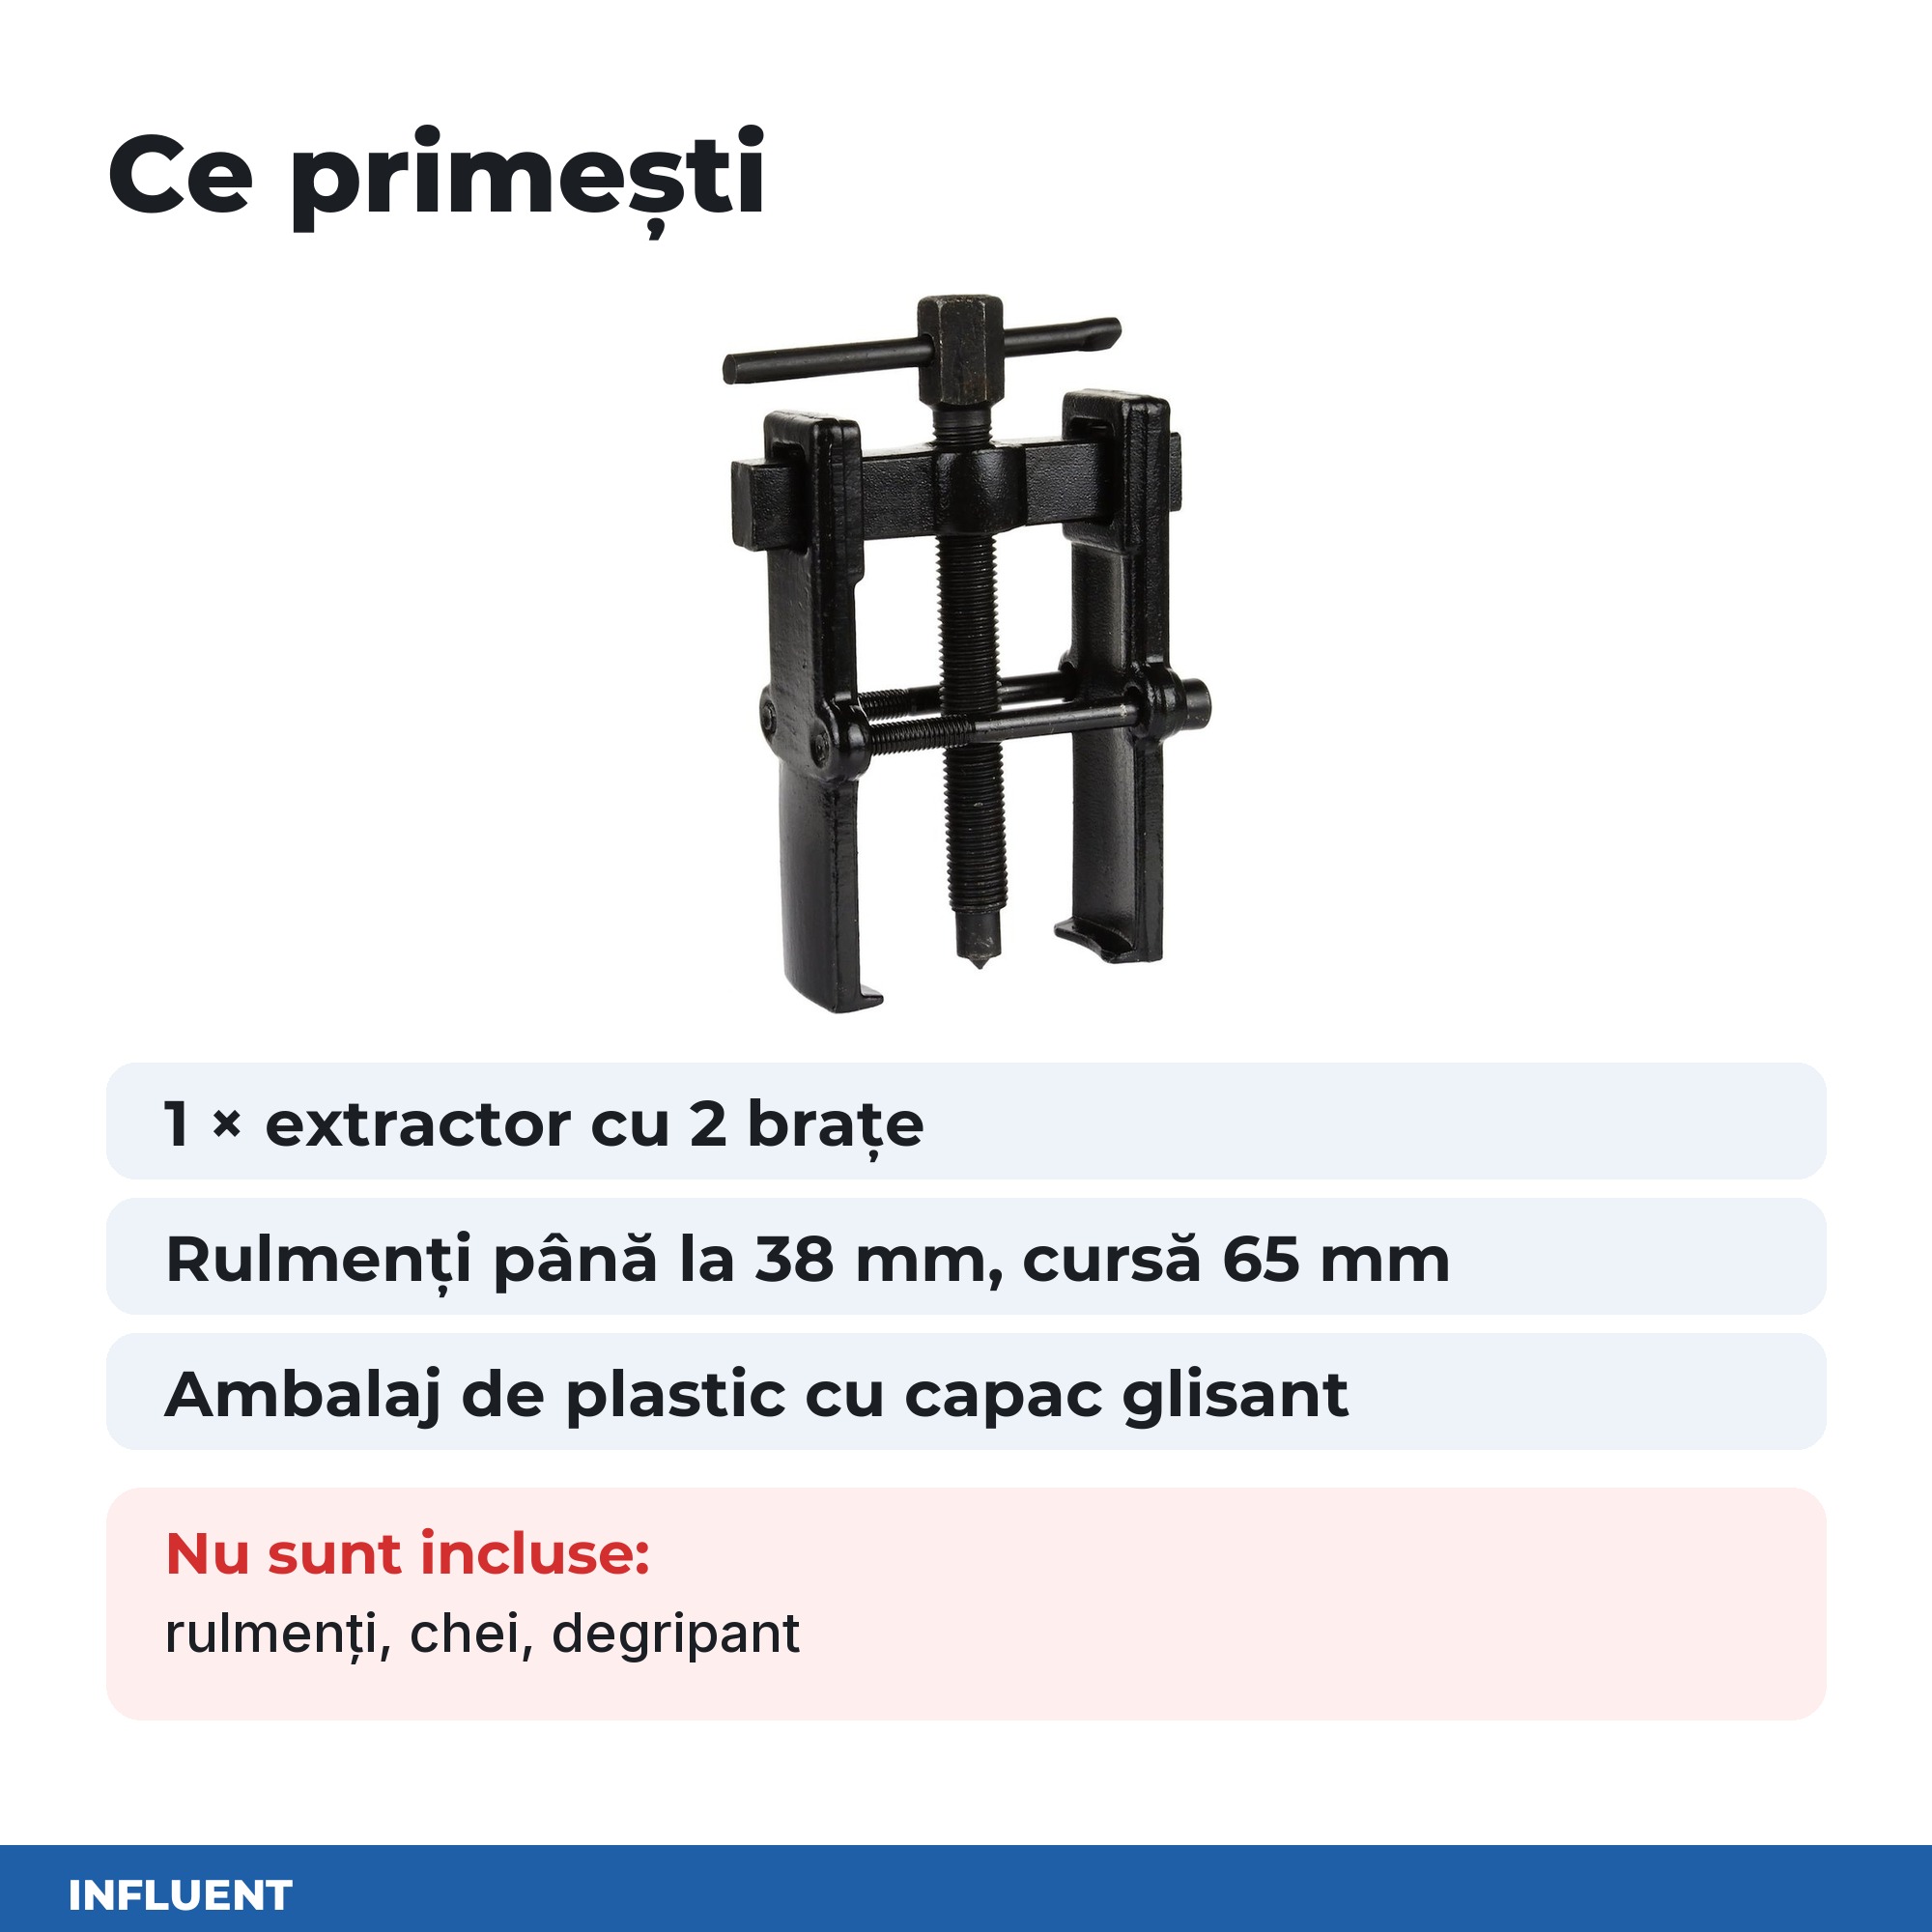 Ce primești
1 × extractor cu 2 brațe
Rulmenți până la 38 mm, cursă 65 mm
Ambalaj de plastic cu capac glisant
Nu sunt incluse:
rulmenți, chei, degripant
INFLUENT